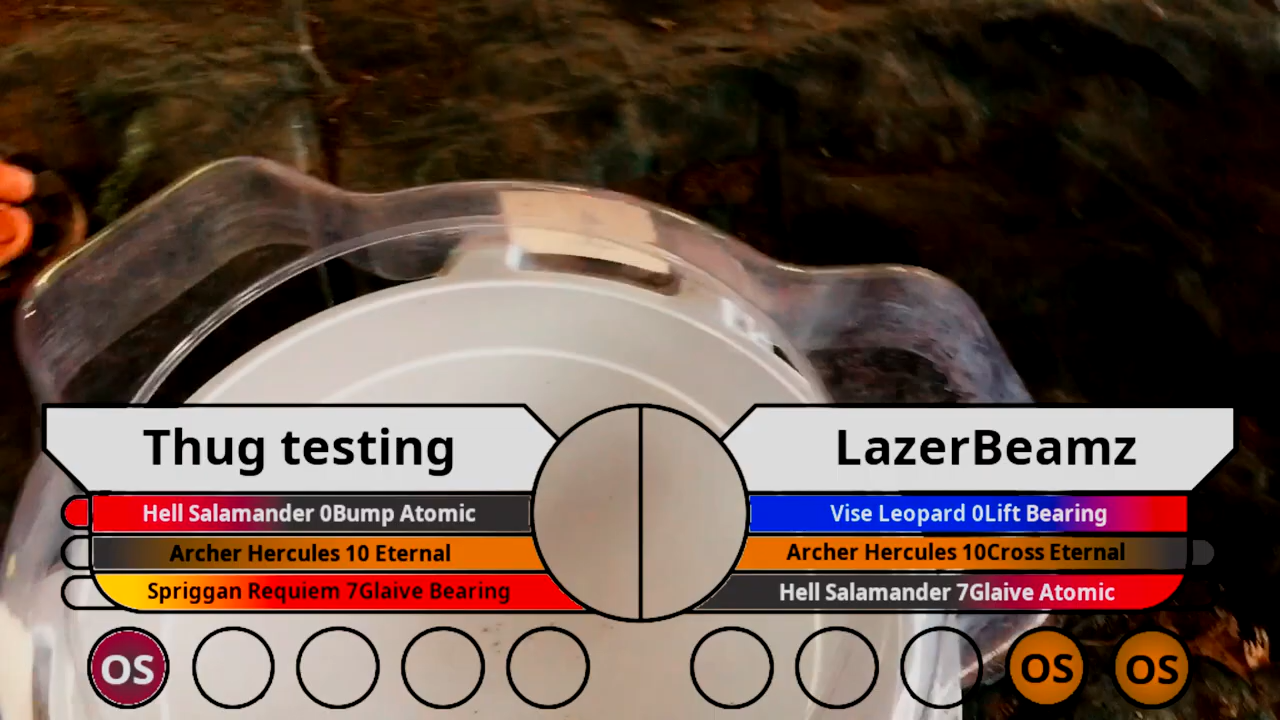 Thug testing
Hell Salamander 0Bump Atomic
Archer Hercules 10 Eternal
Spriggan Requiem 7Glaive Bearing
OS
LazerBeamz
Vise Leopard 0Lift Bearing
Archer Hercules 10Cross Eternal
Hell Salamander 7Glaive Atomic
OS OS